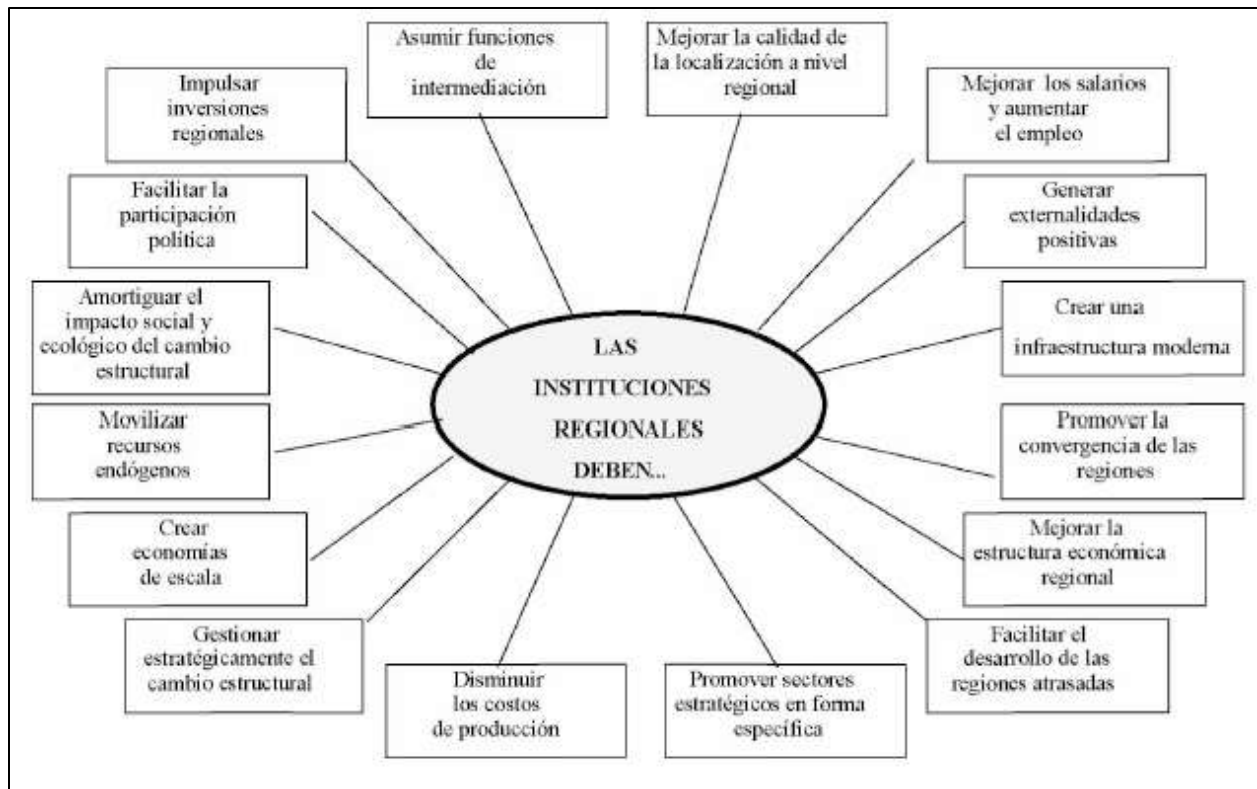 Asumir funciones
de
intermediación
Mejorar la calidad de
la localización a nivel
regional
Impulsar
inversiones
regionales
Mejorar los salarios
y aumentar
el empleo
Facilitar la
participación
política
Generar
externalidades
positivas
Amortiguar el
impacto social y
ecológico del cambio
estructural
Crear una
infraestructura moderna
LAS
INSTITUCIONES
REGIONALES
DEBEN...
Movilizar
recursos
endógenos
Promover la
convergencia de las
regiones
Crear
economías
de escala
Mejorar la
estructura económica
regional
Gestionar
estratégicamente el
cambio estructural
Disminuir
los costos
de producción
Promover sectores
estratégicos en forma
específica
Facilitar el
desarrollo de las
regiones atrasadas